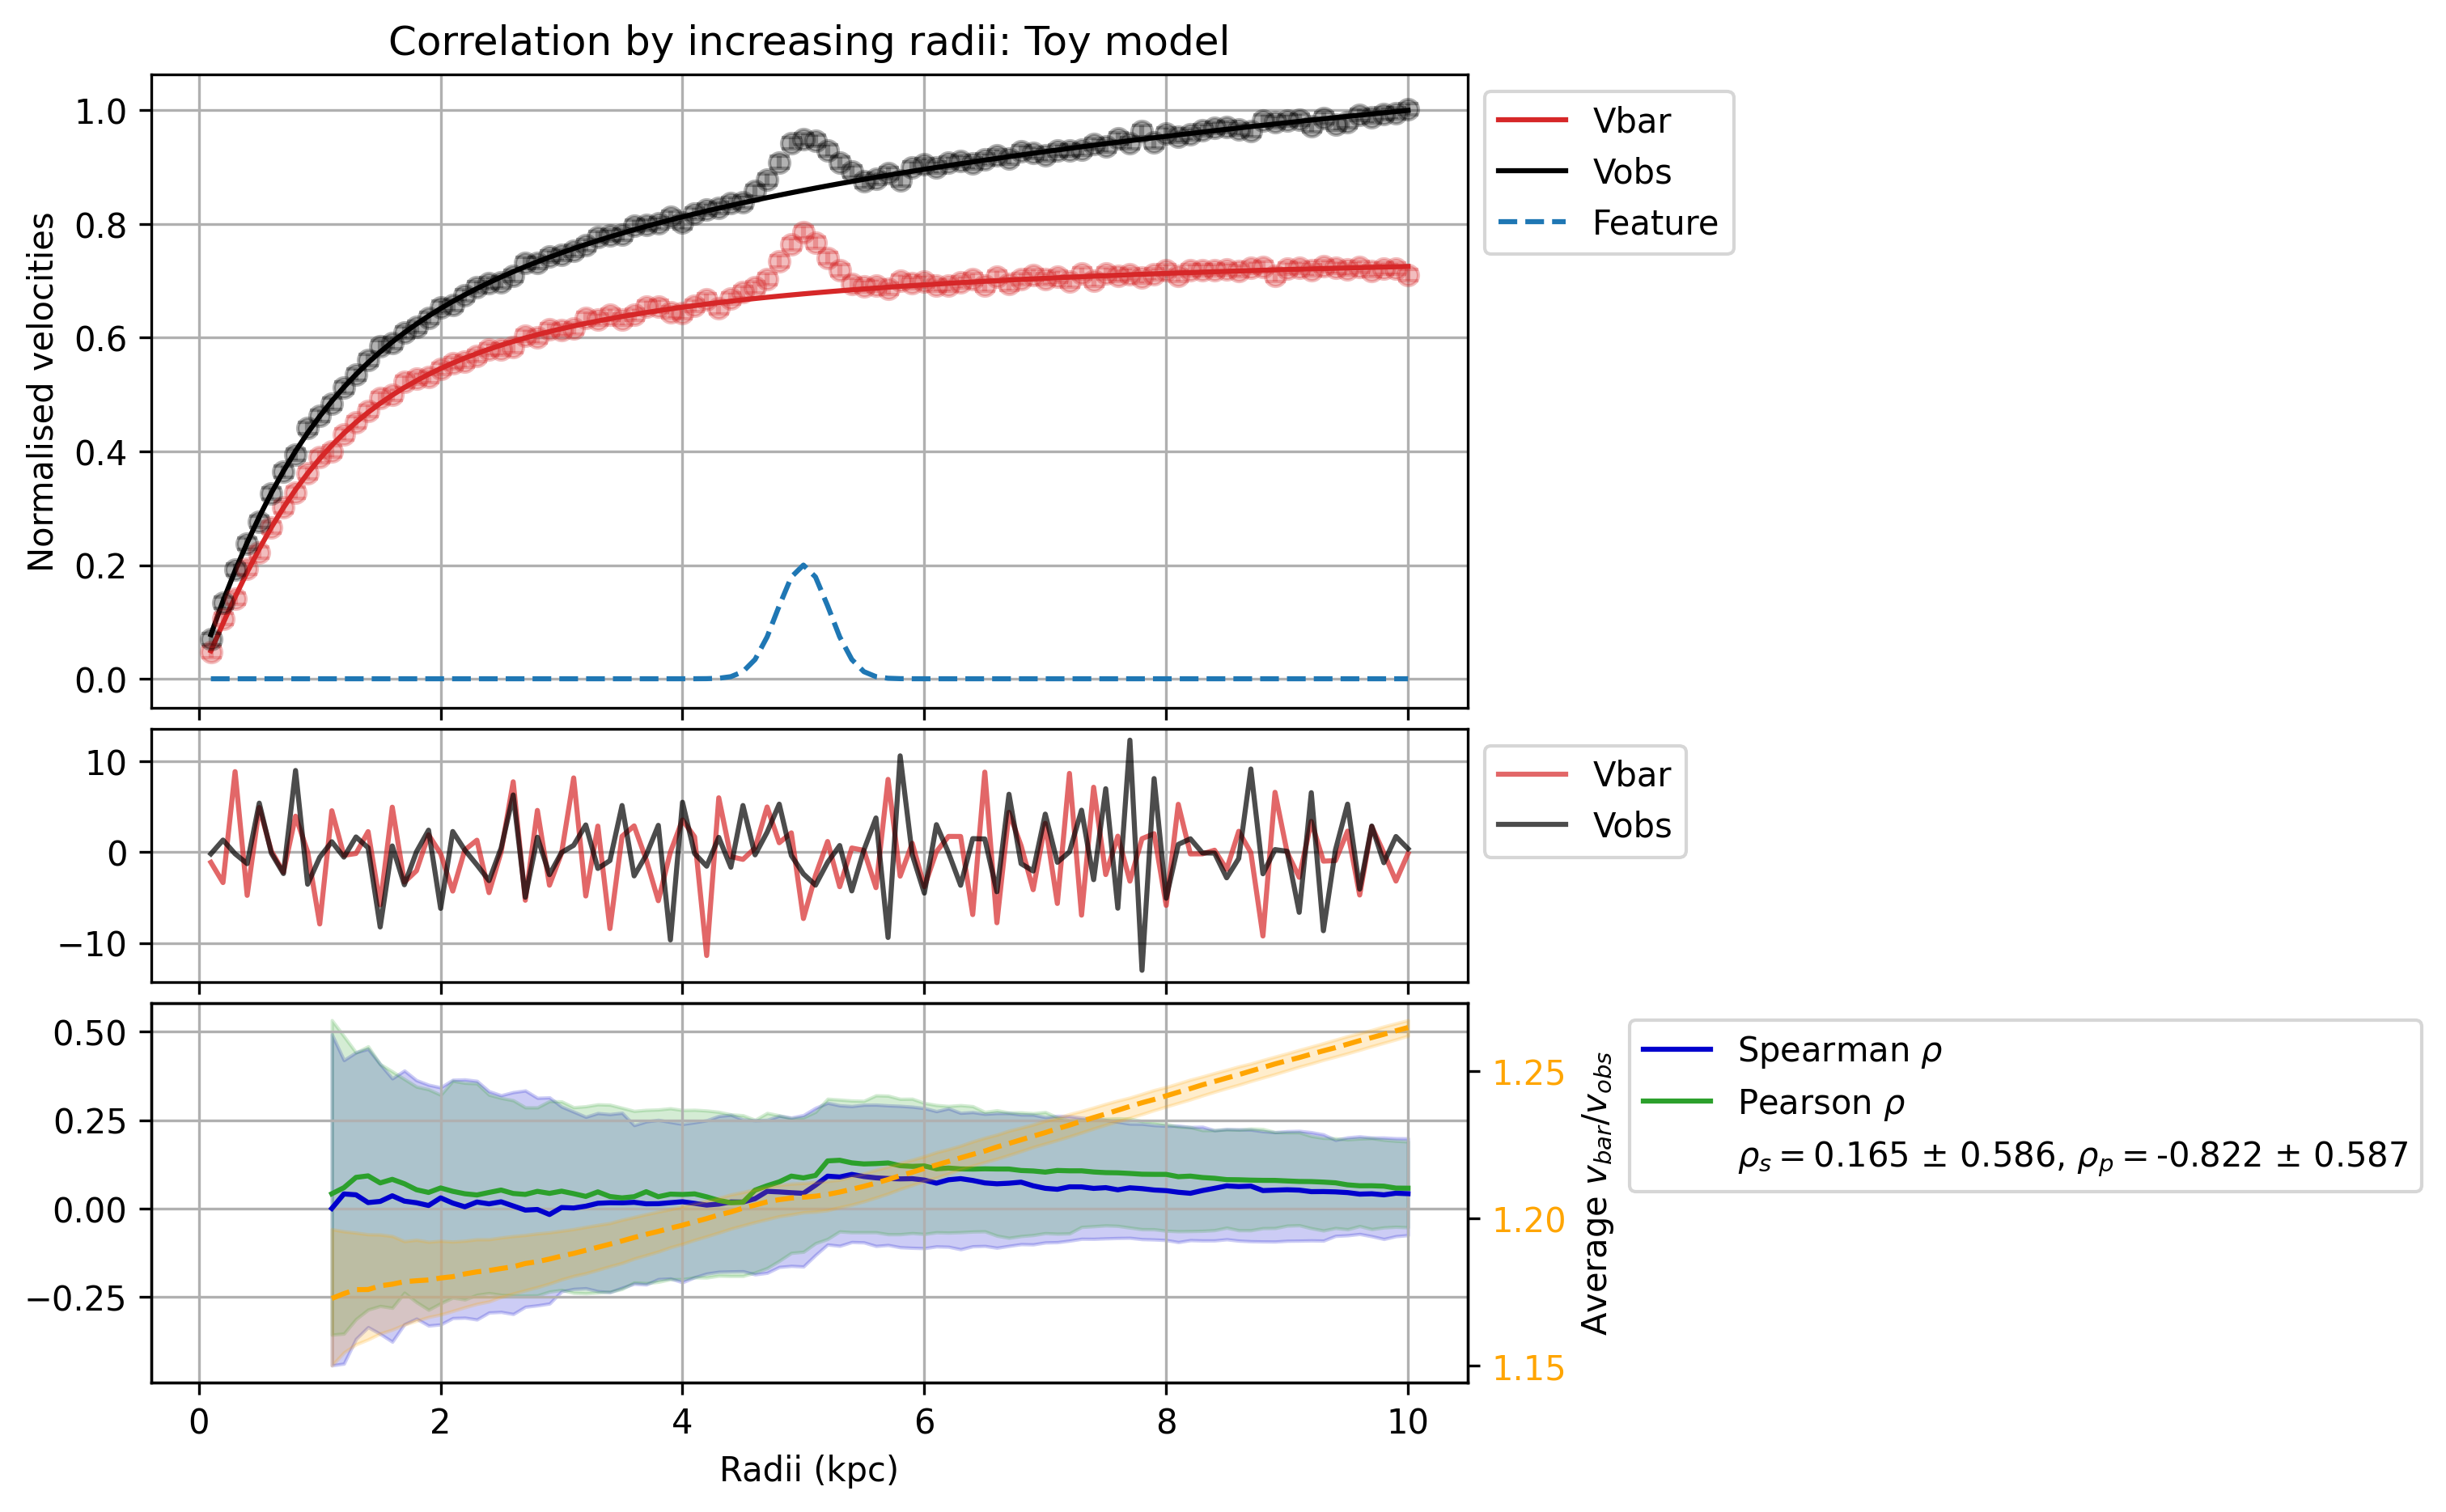 Correlation by increasing radii: Toy model
Normalised velocities
1.0
0.8
0.6
0.4
0.2
0.0
Vbar
Vobs
Feature
10
0
−10
Vbar
Vobs
0.50
0.25
0.00
−0.25
1.25
1.20
1.15
Average v_bar/v_obs
Spearman ρ
Pearson ρ
ρ_s = 0.165 ± 0.586, ρ_p = -0.822 ± 0.587
0 2 4 6 8 10
Radii (kpc)